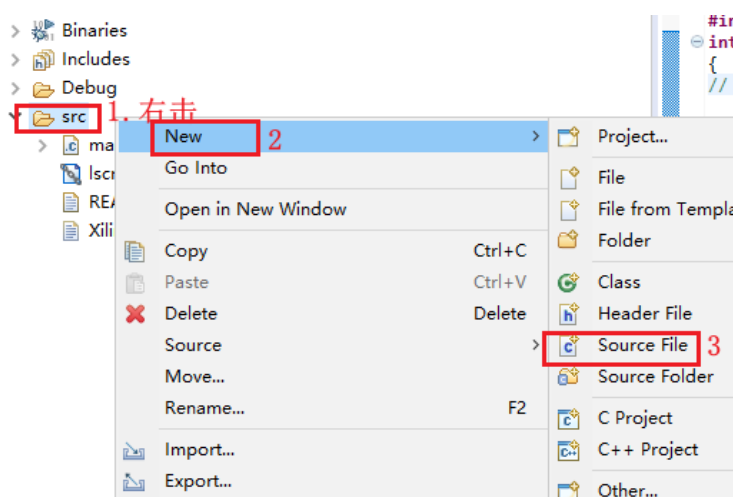 Binaries
Includes
Debug
src
1. 右击
ma
lscr
REA
Xili
New
2
Go Into
Open in New Window
Copy Ctrl+C
Paste Ctrl+V
Delete Delete
Source
Move...
Rename... F2
Import...
Export...
Project...
File
File from Templa
Folder
Class
Header File
Source File
3
Source Folder
C Project
C++ Project
Other...
#in
int
{
//